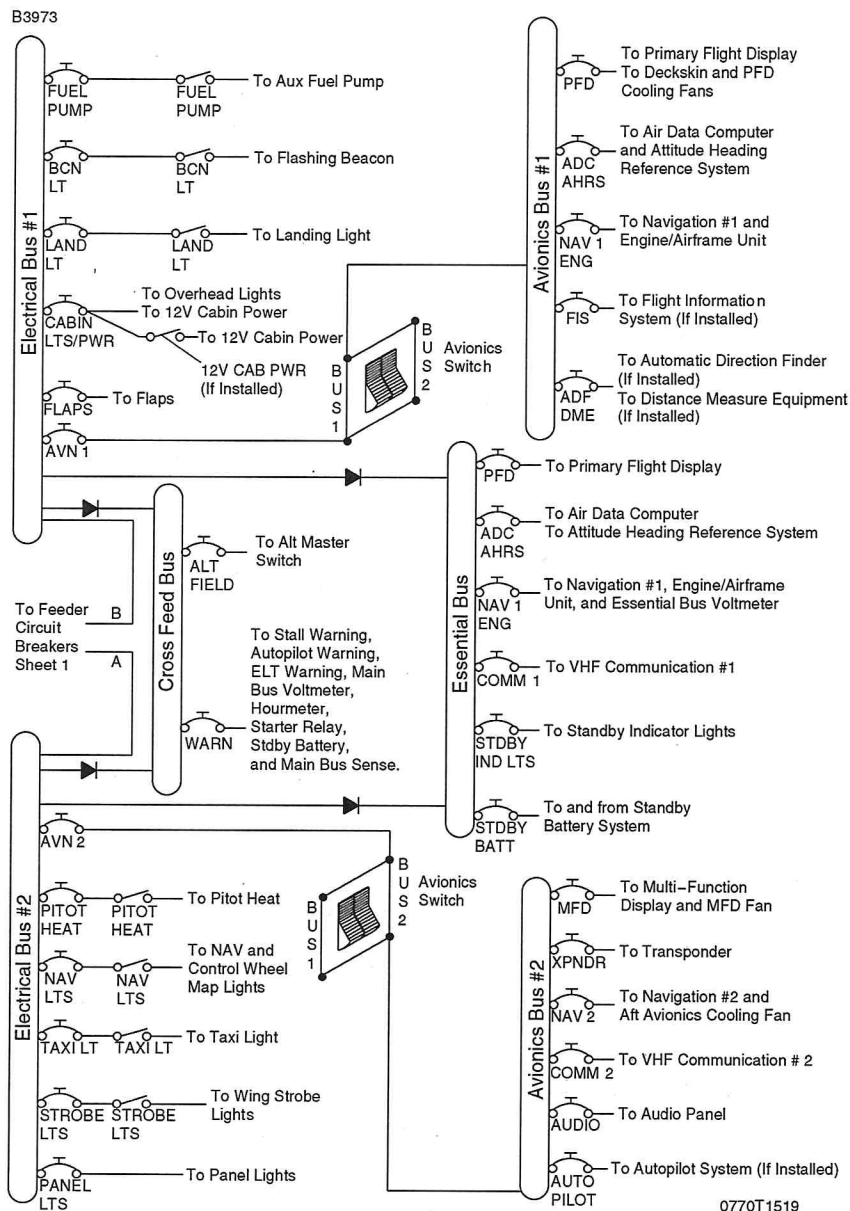 B3973
Electrical Bus #1
FUEL
PUMP
FUEL
PUMP
To Aux Fuel Pump
BCN
LT
BCN
LT
To Flashing Beacon
LAND
LT
LAND
LT
To Landing Light
CABIN
LTS/PWR
To Overhead Lights
To 12V Cabin Power
To 12V Cabin Power
12V CAB PWR
(If Installed)
FLAPS
To Flaps
AVN 1
BUS 1
BUS 2
Avionics
Switch
Avionics Bus #1
PFD
To Primary Flight Display
To Deckskin and PFD
Cooling Fans
ADC
AHRS
To Air Data Computer
and Attitude Heading
Reference System
NAV 1
ENG
To Navigation #1 and
Engine/Airframe Unit
FIS
To Flight Information
System (If Installed)
ADF
DME
To Automatic Direction Finder
(If Installed)
To Distance Measure Equipment
(If Installed)
Cross Feed Bus
ALT
FIELD
To Alt Master
Switch
WARN
To Stall Warning,
Autopilot Warning,
ELT Warning, Main
Bus Voltmeter,
Hourmeter,
Starter Relay,
Stdby Battery,
and Main Bus Sense.
To Feeder
Circuit
Breakers
Sheet 1
B
A
Essential Bus
PFD
To Primary Flight Display
ADC
AHRS
To Air Data Computer
To Attitude Heading Reference System
NAV 1
ENG
To Navigation #1, Engine/Airframe
Unit, and Essential Bus Voltmeter
COMM 1
To VHF Communication #1
STDBY
IND LTS
To Standby Indicator Lights
STDBY
BATT
To and from Standby
Battery System
Electrical Bus #2
AVN 2
PITOT
HEAT
PITOT
HEAT
To Pitot Heat
NAV
LTS
NAV
LTS
To NAV and
Control Wheel
Map Lights
TAXI LT
TAXI LT
To Taxi Light
STROBE
LTS
STROBE
LTS
To Wing Strobe
Lights
PANEL
LTS
To Panel Lights
BUS 1
BUS 2
Avionics
Switch
Avionics Bus #2
MFD
To Multi-Function
Display and MFD Fan
XPNDR
To Transponder
NAV 2
To Navigation #2 and
Aft Avionics Cooling Fan
COMM 2
To VHF Communication # 2
AUDIO
To Audio Panel
AUTO
PILOT
To Autopilot System (If Installed)
0770T1519